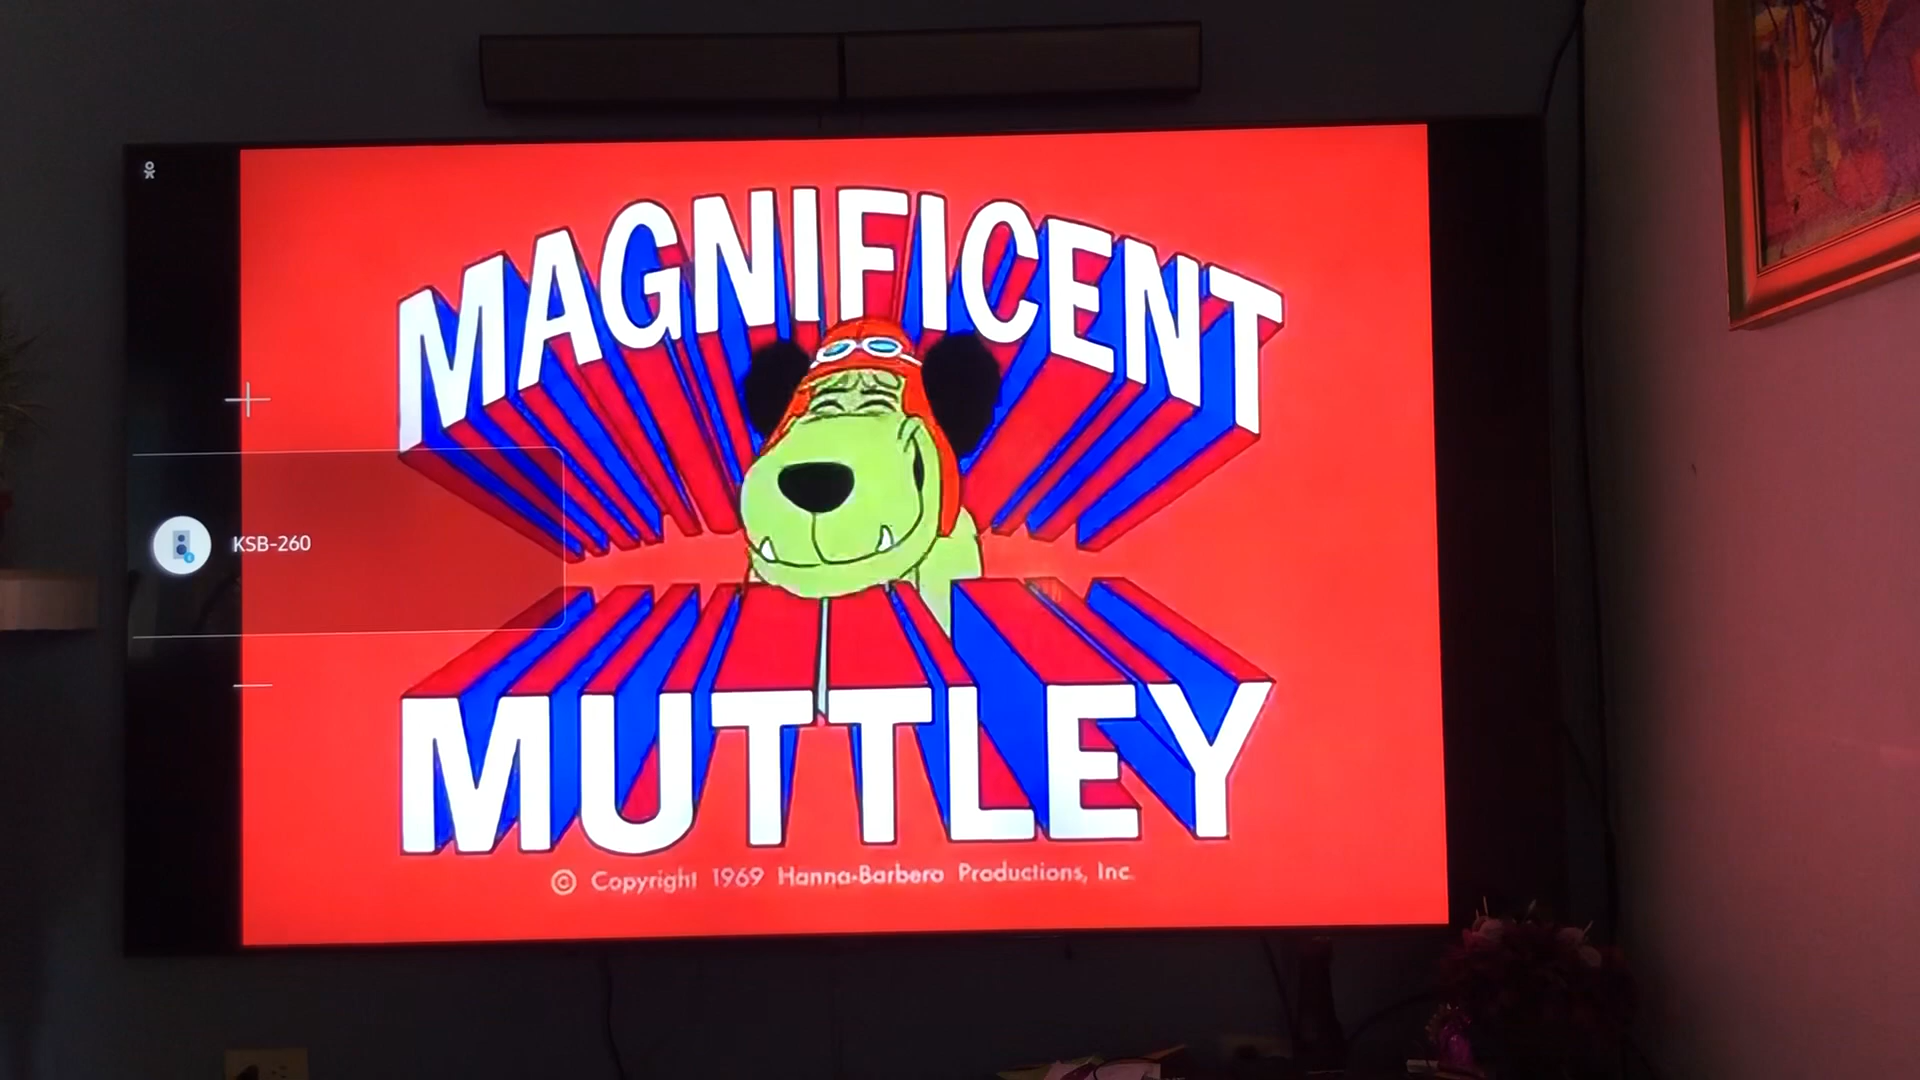 MAGNIFICENT
KSB-260
MUTTLEY
© Copyright 1969 Hanna-Barbera Productions, Inc.